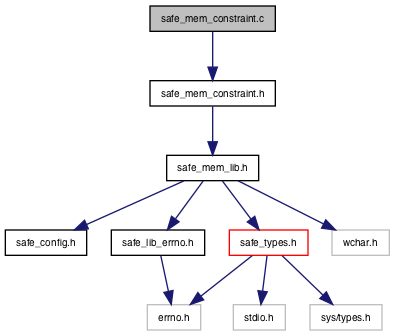 safe_mem_constraint.c
safe_mem_constraint.h
safe_mem_lib.h
safe_config.h
safe_lib_errno.h
safe_types.h
wchar.h
errno.h
stdio.h
sys/types.h